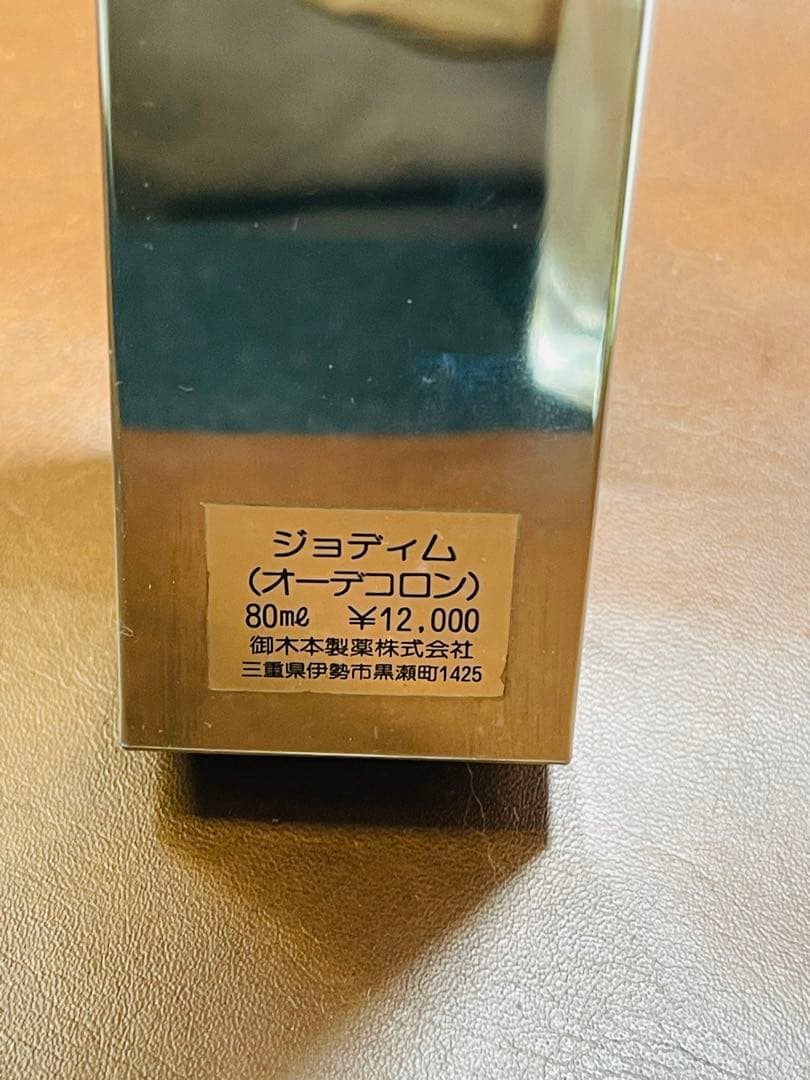 ジョディム
(オーデコロン)
80ml ¥12,000
御木本製薬株式会社
三重県伊勢市黒瀬町1425